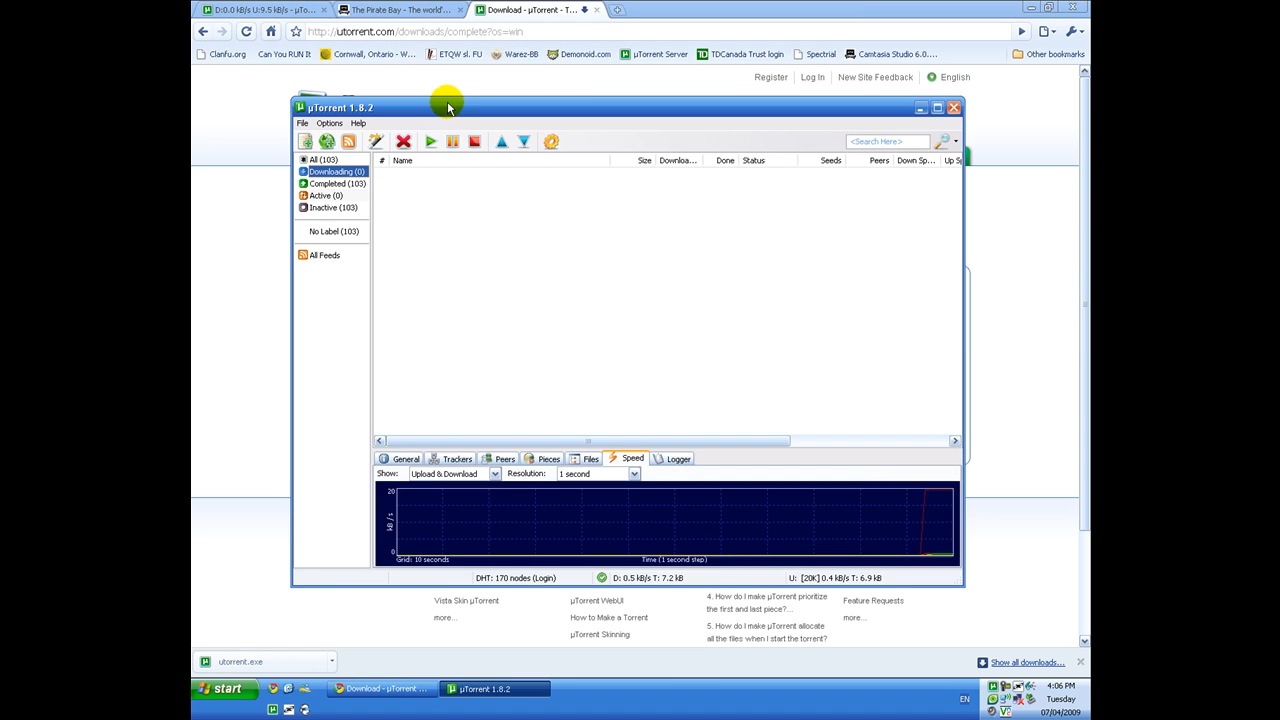 D:0.0 kB/s U:9.5 kB/s - µTo...
The Pirate Bay - The world'...
Download - µTorrent - T...
http://utorrent.com/downloads/complete?os=win
Clanfu.org
Can You RUN It
Cornwall, Ontario - W...
ETQW sl. FU
Warez-BB
Demonoid.com
µTorrent Server
TDCanada Trust login
Spectrial
Camtasia Studio 6.0....
Other bookmarks
Register
Log In
New Site Feedback
English
µTorrent 1.8.2
File
Options
Help
<Search Here>
All (103)
Downloading (0)
Completed (103)
Active (0)
Inactive (103)
No Label (103)
All Feeds
#
Name
Size
Downloa...
Done
Status
Seeds
Peers
Down Sp...
Up Sp
General
Trackers
Peers
Pieces
Files
Speed
Logger
Show:
Upload & Download
Resolution:
1 second
20
kB / s
0
Grid: 10 seconds
Time (1 second step)
DHT: 170 nodes (Login)
D: 0.5 kB/s T: 7.2 kB
U: [20K] 0.4 kB/s T: 6.9 kB
Vista Skin µTorrent
more...
µTorrent WebUI
How to Make a Torrent
µTorrent Skinning
4. How do I make µTorrent prioritize
the first and last piece?...
5. How do I make µTorrent allocate
all the files when I start the torrent?
Feature Requests
more...
utorrent.exe
Show all downloads...
start
Download - µTorrent ...
µTorrent 1.8.2
EN
4:06 PM
Tuesday
07/04/2009